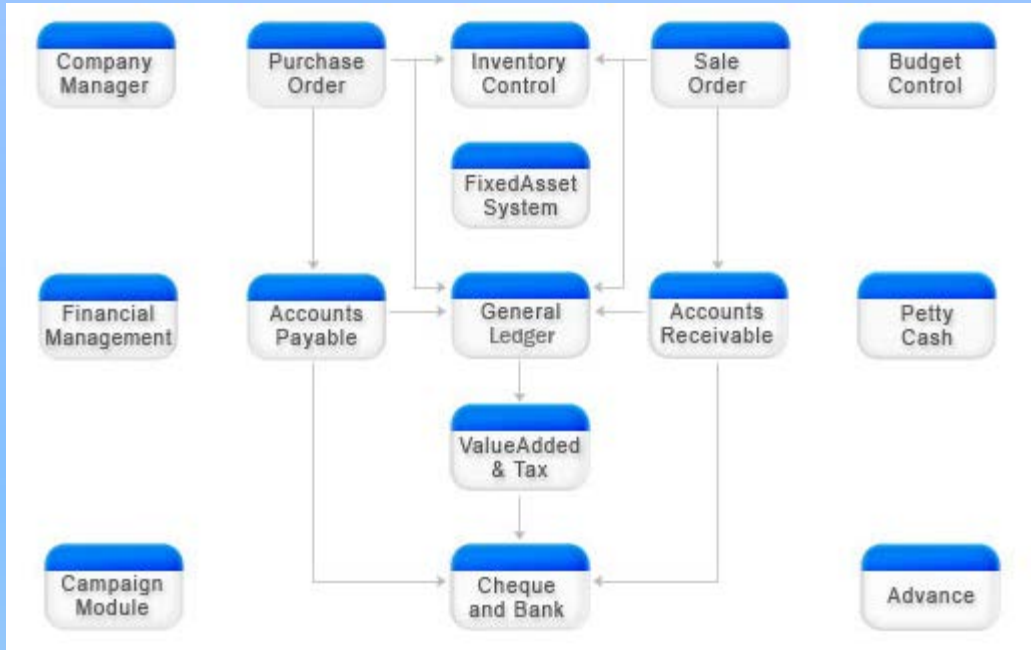 Company
Manager
Purchase
Order
Inventory
Control
Sale
Order
Budget
Control
FixedAsset
System
Financial
Management
Accounts
Payable
General
Ledger
Accounts
Receivable
Petty
Cash
ValueAdded
& Tax
Campaign
Module
Cheque
and Bank
Advance